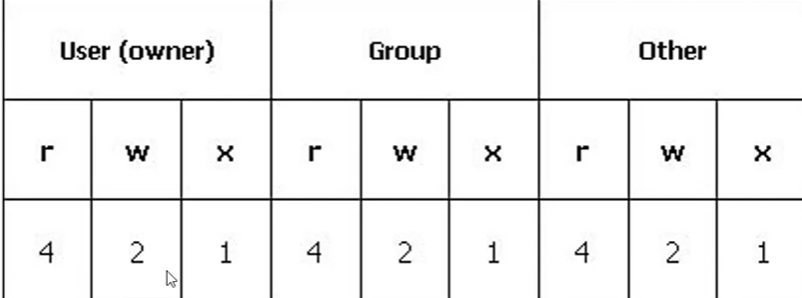 User (owner) Group Other
r w x r w x r w x
4 2 1 4 2 1 4 2 1